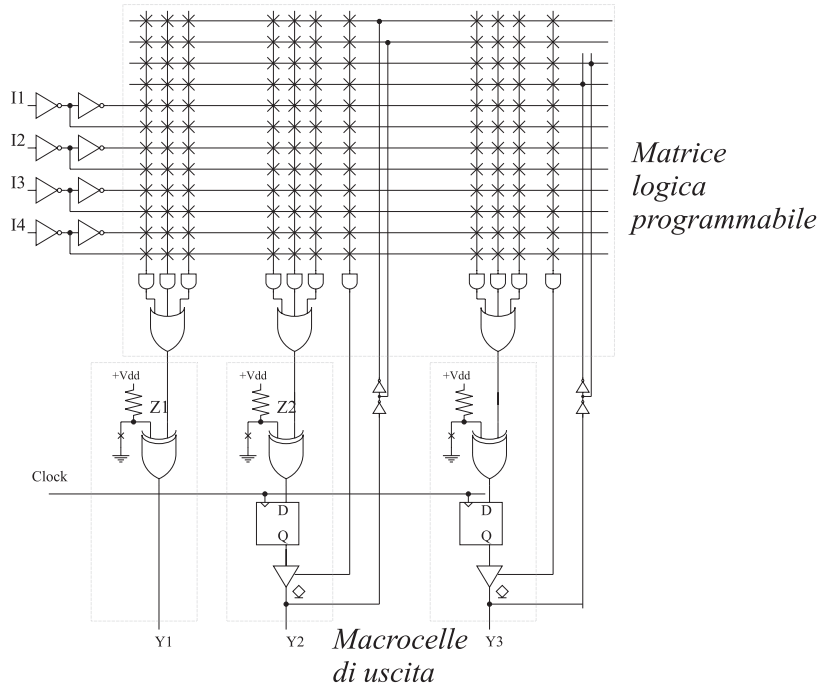 I1
I2
I3
I4
Matrice
logica
programmabile
+Vdd
Z1
+Vdd
Z2
+Vdd
Clock
D
Q
D
Q
Y1
Y2
Y3
Macrocelle
di uscita